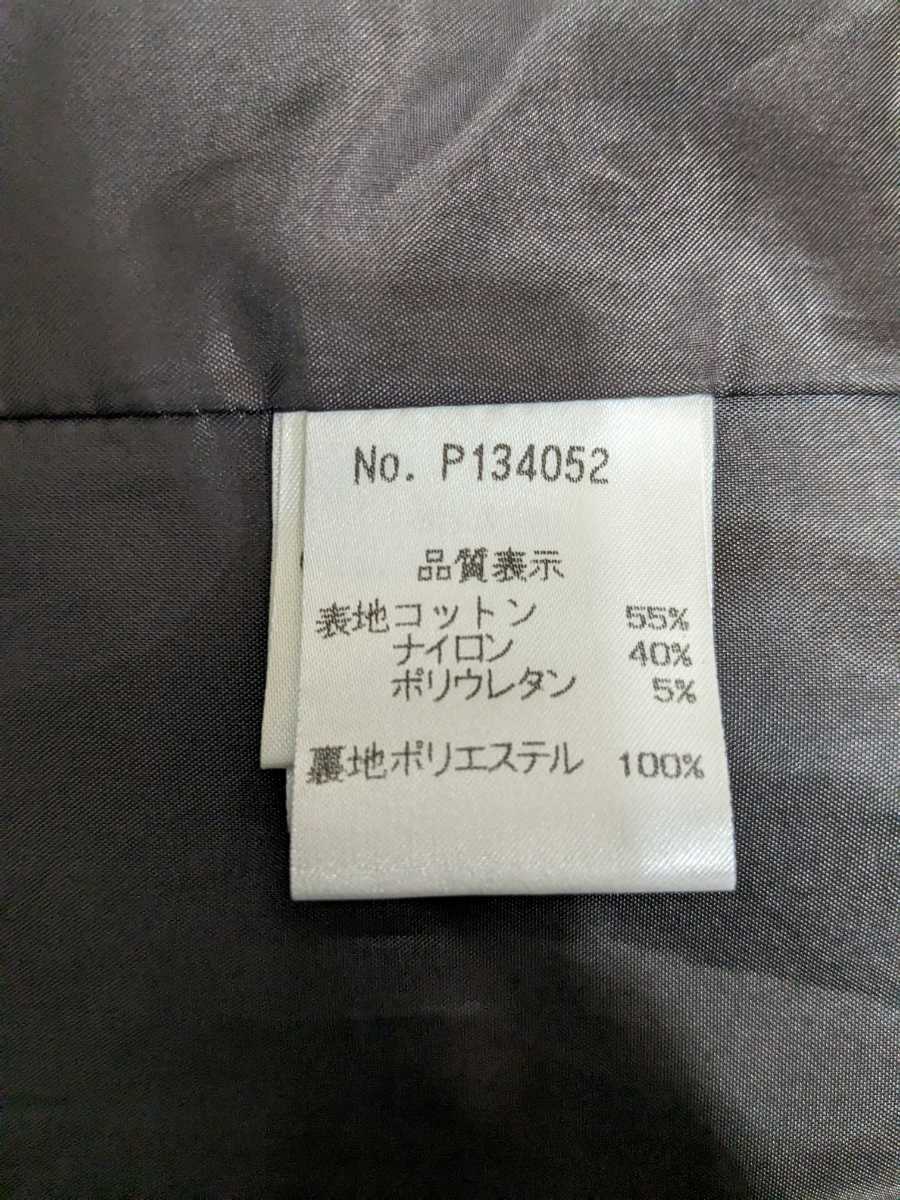 No. P134052
品質表示
表地コットン 55%
ナイロン 40%
ポリウレタン 5%
裏地ポリエステル 100%